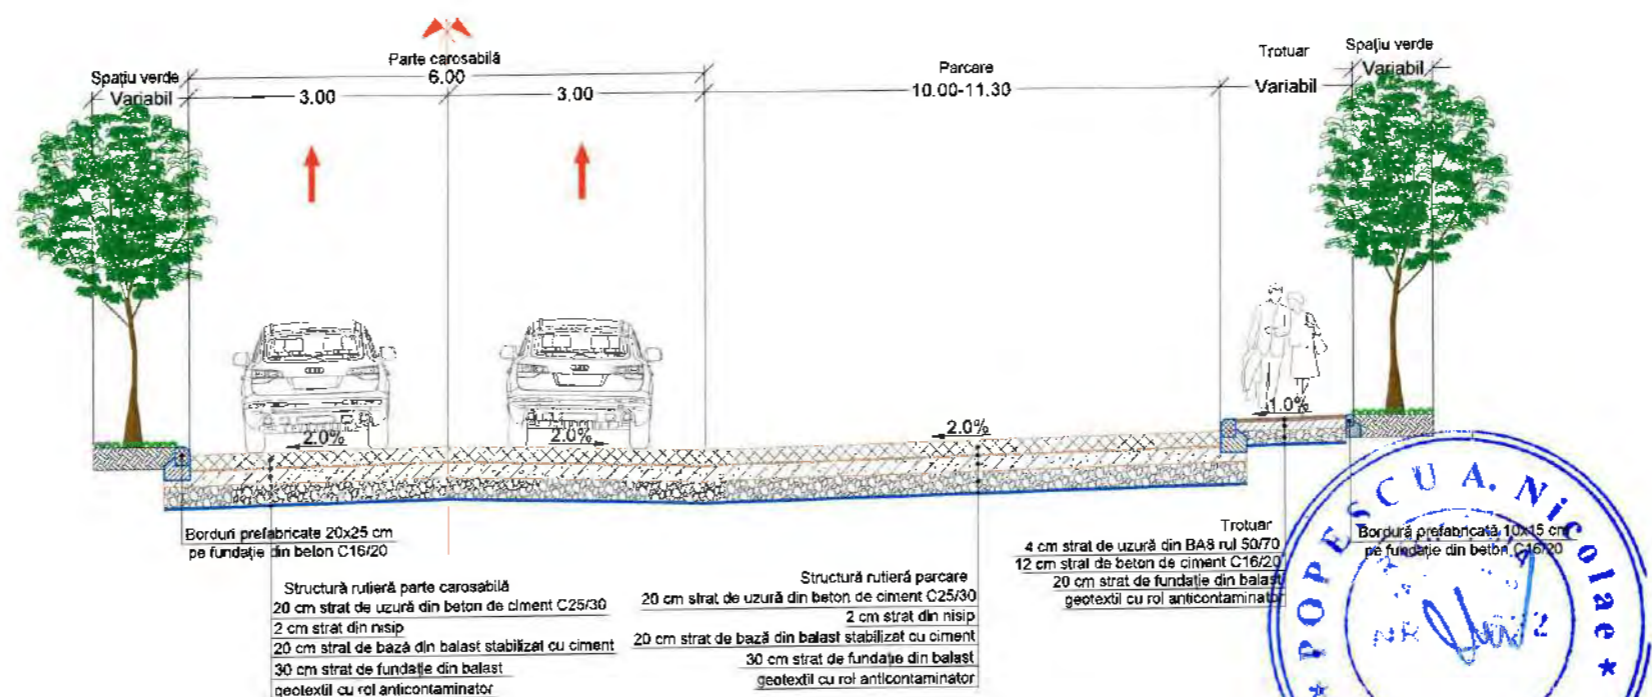 Parte carosabilă
6.00
Spațiu verde
Variabil
3.00
3.00
Parcare
10.00-11.30
Trotuar
Variabil
Spațiu verde
Variabil
2.0%
2.0%
2.0%
1.0%
Borduri prefabricate 20x25 cm
pe fundație din beton C16/20
Structură rutieră parte carosabilă
20 cm strat de uzură din beton de ciment C25/30
2 cm strat din nisip
20 cm strat de bază din balast stabilizat cu ciment
30 cm strat de fundație din balast
geotextil cu rol anticontaminator
Structură rutieră parcare
20 cm strat de uzură din beton de ciment C25/30
2 cm strat din nisip
20 cm strat de bază din balast stabilizat cu ciment
30 cm strat de fundație din balast
geotextil cu rol anticontaminator
Trotuar
4 cm strat de uzură din BA8 rul 50/70
12 cm strat de beton de ciment C16/20
20 cm strat de fundație din balast
geotextil cu rol anticontaminator
Bordură prefabricată 10x15 cm
pe fundație din beton C16/20
* POPESCU A. Nicolae *
NR 2